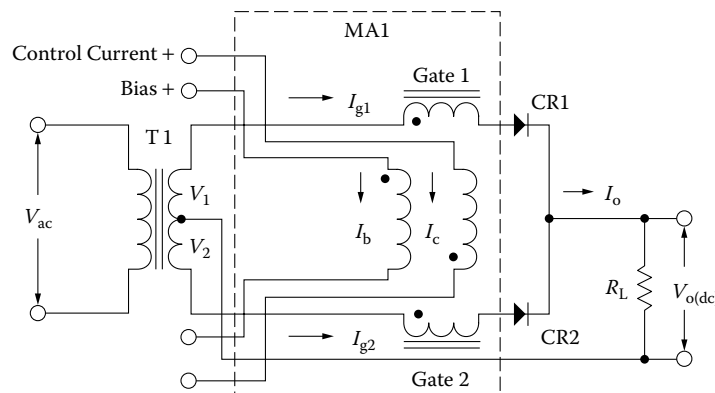 MA1
Control Current +
Gate 1
Bias +
I_g1
CR1
T1
V_1
I_o
V_ac
I_b
I_c
V_2
R_L
V_o(dc
I_g2
CR2
Gate 2